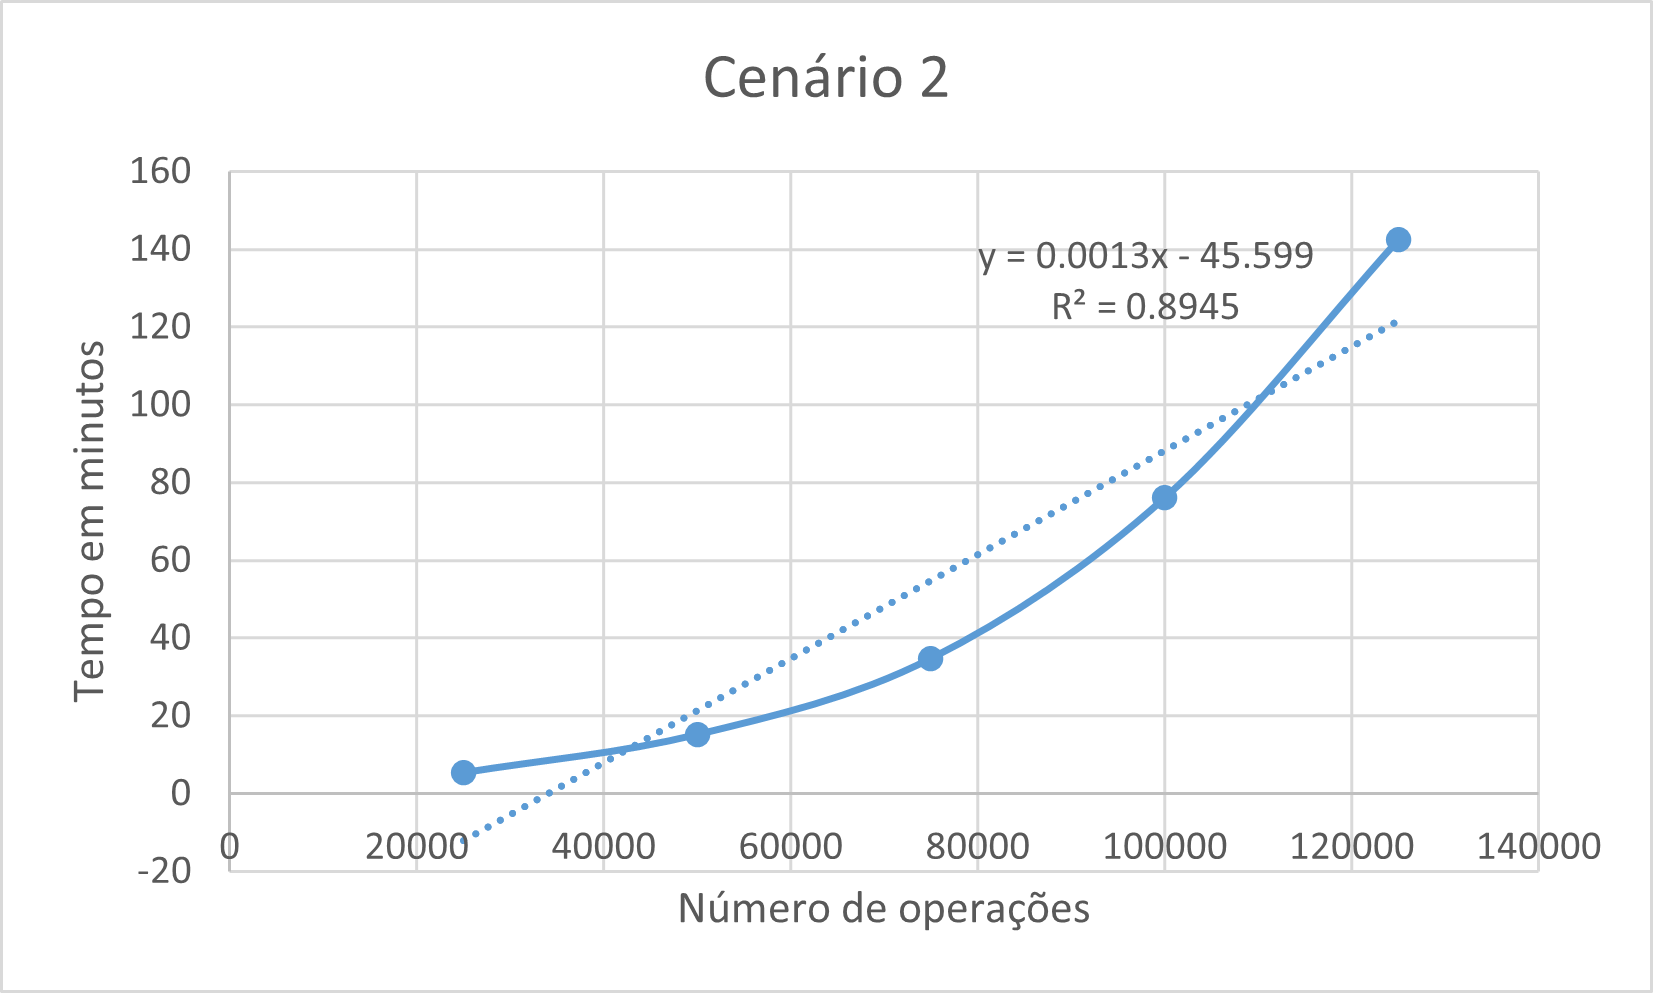 Cenário 2
160
140
y = 0.0013x - 45.599
R² = 0.8945
120
100
80
60
40
20
0
-20
0 20000 40000 60000 80000 100000 120000 140000
Tempo em minutos
Número de operações